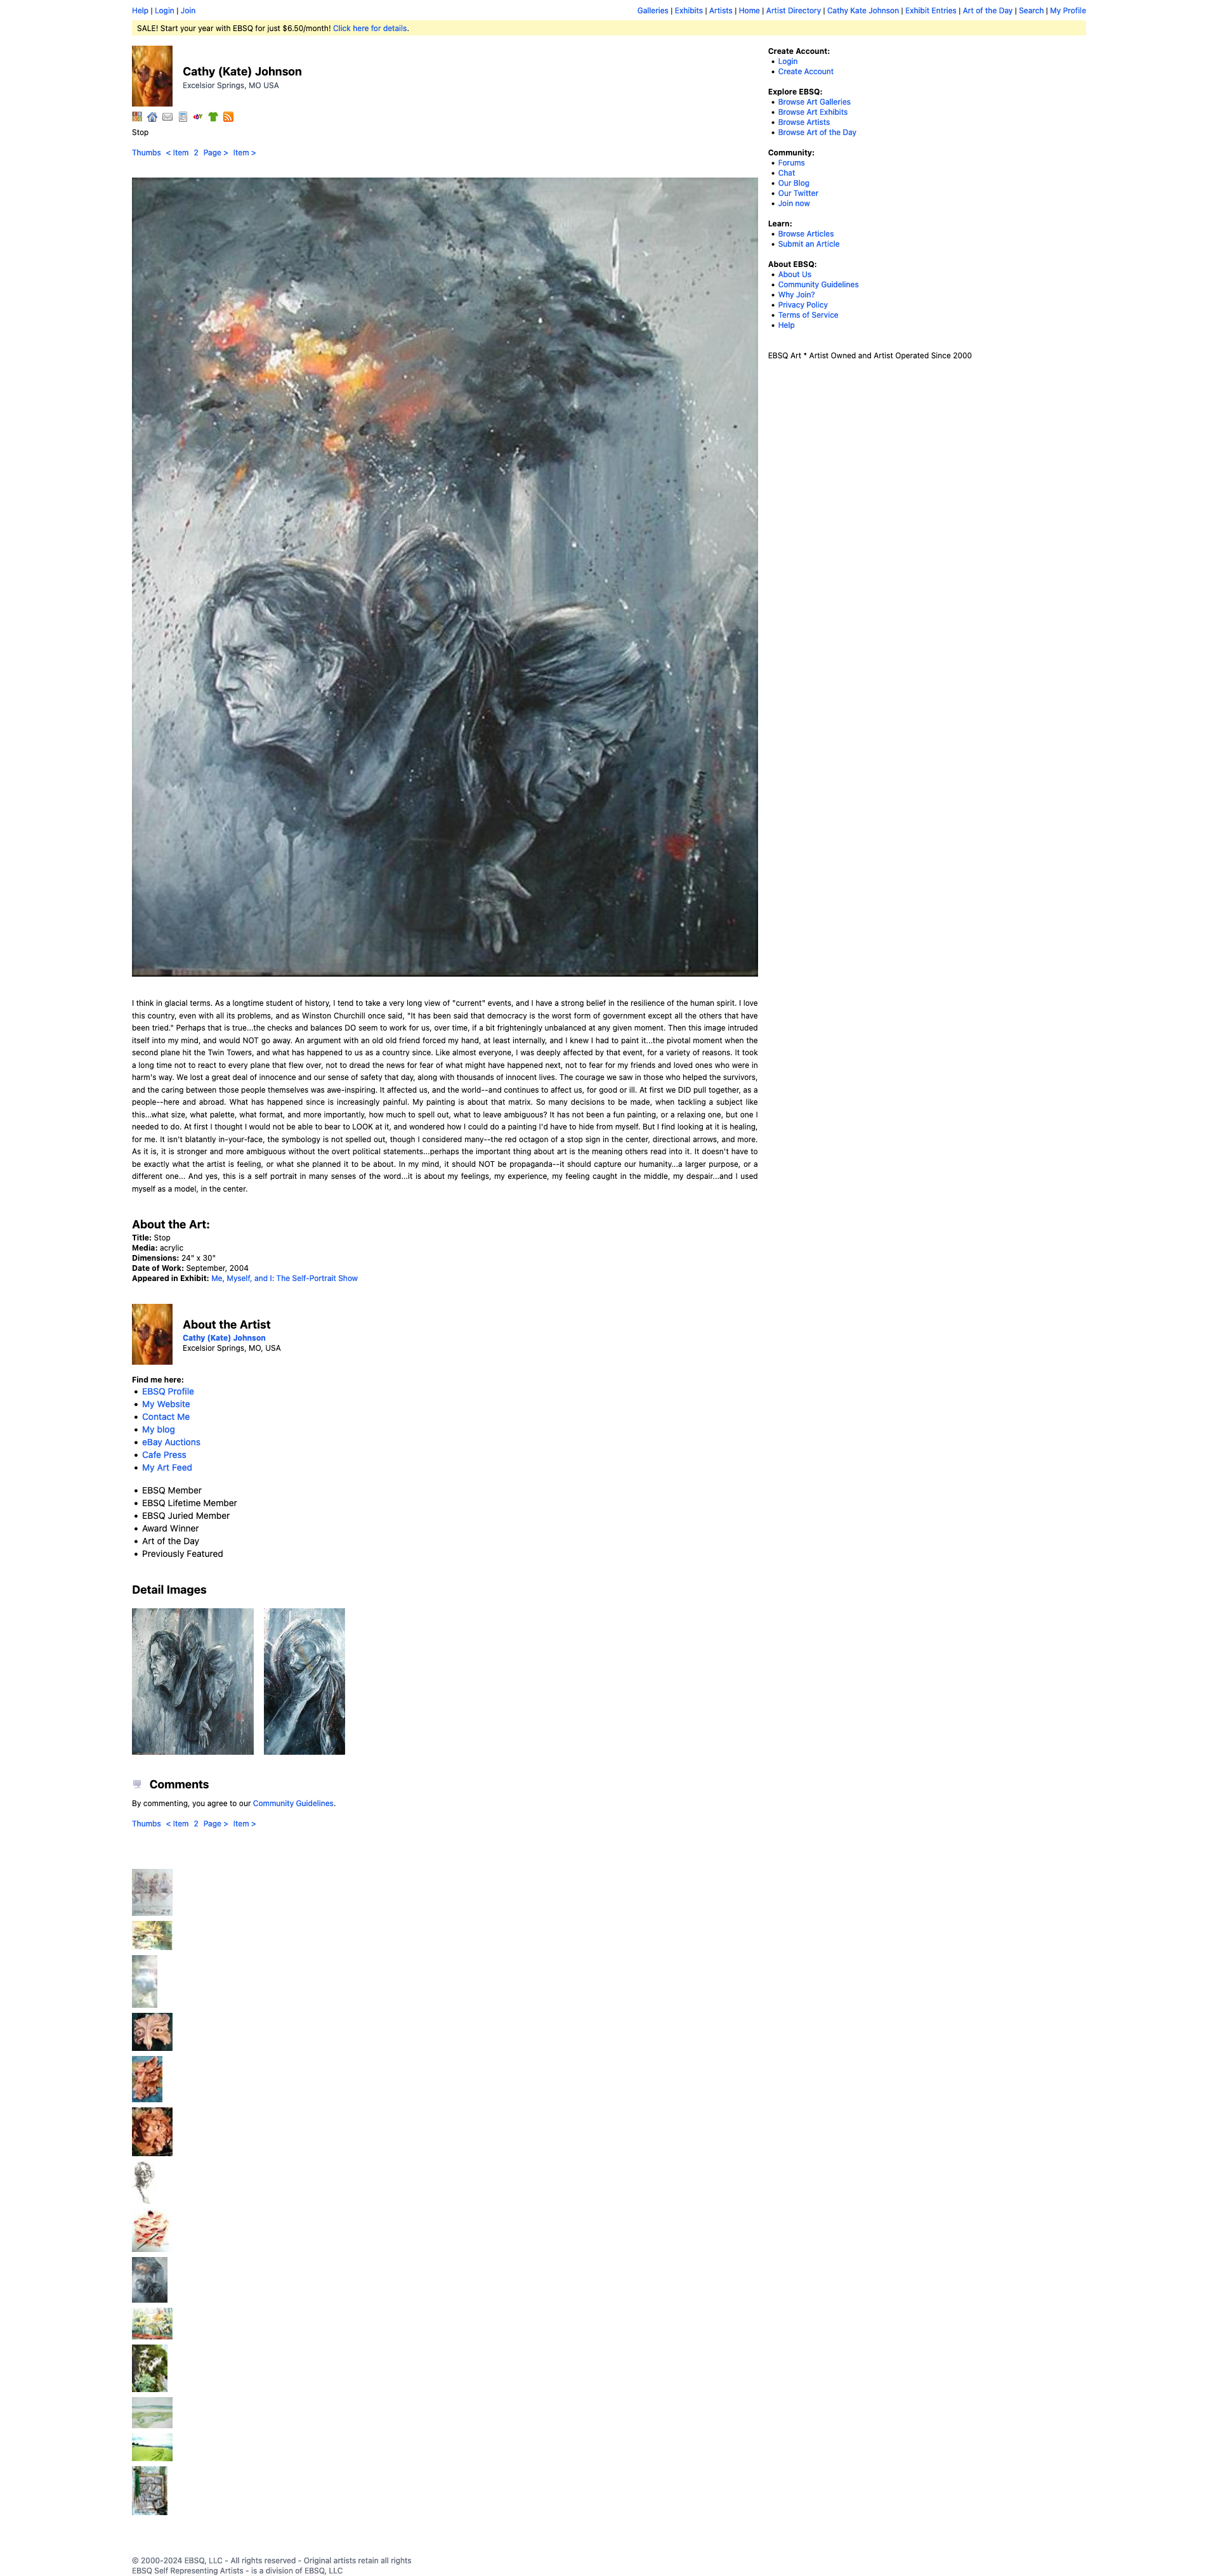 Help | Login | Join
Galleries | Exhibits | Artists | Home | Artist Directory | Cathy Kate Johnson | Exhibit Entries | Art of the Day | Search | My Profile
SALE! Start your year with EBSQ for just $6.50/month! Click here for details.
Cathy (Kate) Johnson
Excelsior Springs, MO USA
Stop
Thumbs < Item 2 Page > Item >
I think in glacial terms. As a longtime student of history, I tend to take a very long view of "current" events, and I have a strong belief in the resilience of the human spirit. I love
this country, even with all its problems, and as Winston Churchill once said, "It has been said that democracy is the worst form of government except all the others that have
been tried." Perhaps that is true...the checks and balances DO seem to work for us, over time, if a bit frighteningly unbalanced at any given moment. Then this image intruded
itself into my mind, and would NOT go away. An argument with an old old friend forced my hand, at least internally, and I knew I had to paint it...the pivotal moment when the
second plane hit the Twin Towers, and what has happened to us as a country since. Like almost everyone, I was deeply affected by that event, for a variety of reasons. It took
a long time not to react to every plane that flew over, not to dread the news for fear of what might have happened next, not to fear for my friends and loved ones who were in
harm's way. We lost a great deal of innocence and our sense of safety that day, along with thousands of innocent lives. The courage we saw in those who helped the survivors,
and the caring between those people themselves was awe-inspiring. It affected us, and the world--and continues to affect us, for good or ill. At first we DID pull together, as a
people--here and abroad. What has happened since is increasingly painful. My painting is about that matrix. So many decisions to be made, when tackling a subject like
this...what size, what palette, what format, and more importantly, how much to spell out, what to leave ambiguous? It has not been a fun painting, or a relaxing one, but one I
needed to do. At first I thought I would not be able to bear to LOOK at it, and wondered how I could do a painting I'd have to hide from myself. But I find looking at it is healing,
for me. It isn't blatantly in-your-face, the symbology is not spelled out, though I considered many--the red octagon of a stop sign in the center, directional arrows, and more.
As it is, it is stronger and more ambiguous without the overt political statements...perhaps the important thing about art is the meaning others read into it. It doesn't have to
be exactly what the artist is feeling, or what she planned it to be about. In my mind, it should NOT be propaganda--it should capture our humanity...a larger purpose, or a
different one... And yes, this is a self portrait in many senses of the word...it is about my feelings, my experience, my feeling caught in the middle, my despair...and I used
myself as a model, in the center.
About the Art:
Title: Stop
Media: acrylic
Dimensions: 24" x 30"
Date of Work: September, 2004
Appeared in Exhibit: Me, Myself, and I: The Self-Portrait Show
About the Artist
Cathy (Kate) Johnson
Excelsior Springs, MO, USA
Find me here:
• EBSQ Profile
• My Website
• Contact Me
• My blog
• eBay Auctions
• Cafe Press
• My Art Feed
• EBSQ Member
• EBSQ Lifetime Member
• EBSQ Juried Member
• Award Winner
• Art of the Day
• Previously Featured
Detail Images
Comments
By commenting, you agree to our Community Guidelines.
Thumbs < Item 2 Page > Item >
Create Account:
• Login
• Create Account
Explore EBSQ:
• Browse Art Galleries
• Browse Art Exhibits
• Browse Artists
• Browse Art of the Day
Community:
• Forums
• Chat
• Our Blog
• Our Twitter
• Join now
Learn:
• Browse Articles
• Submit an Article
About EBSQ:
• About Us
• Community Guidelines
• Why Join?
• Privacy Policy
• Terms of Service
• Help
EBSQ Art * Artist Owned and Artist Operated Since 2000
© 2000-2024 EBSQ, LLC - All rights reserved - Original artists retain all rights
EBSQ Self Representing Artists - is a division of EBSQ, LLC